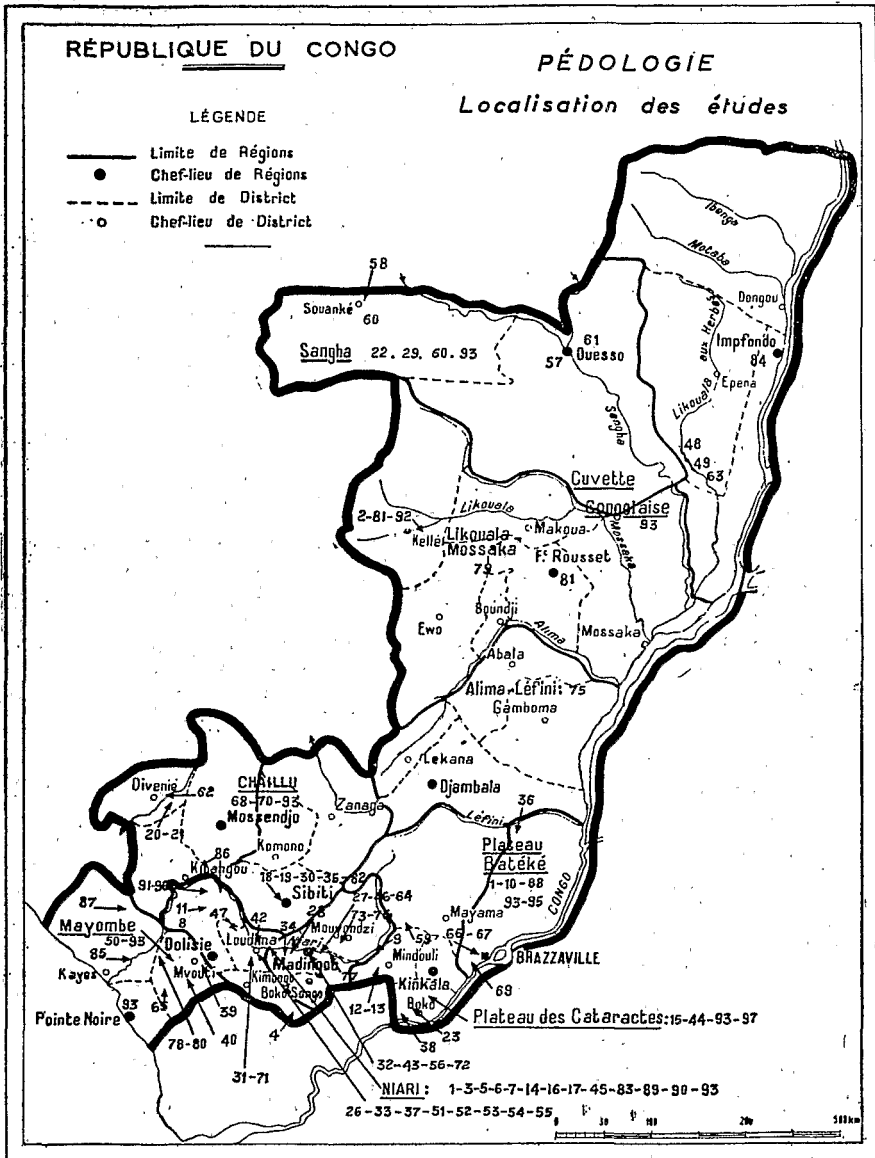 RÉPUBLIQUE DU CONGO
PÉDOLOGIE
Localisation des études
LÉGENDE
Limite de Régions
Chef-lieu de Régions
Limite de District
Chef-lieu de District
Ibenga
Motaba
Dongou
58
Souanké
60
Sangha 22.29.60.93
61
57 Ouesso
Impfondo
84
aux Herbes
Epena
Likouala
Sangha
48
49
63
Cuvette
Congolaise
93
Likouala
2-81-92
Kellé
Makoua
Mossaka
Likouala
Mossaka
79
Ft Rousset
81
Boundji
Ewo
Alima
Mossaka
Abala
Alima-Léfini: 75
Gamboma
Lekana
Djambala
Divenié
62
CHAILLU
68-70-93
Mossendjo
Zanaga
20-21
Léfini
36
Plateau
Batéké
1-10-88
93-95
CONGO
Komono
86
Kibangou
18-19-30-35-82
Sibiti
28
27-46-64
73-74
Mouyondzi
Mayama
66-67
BRAZZAVILLE
69
87
11
8
47
42
34
Loudima
Niari
Madingou
77
9
59
Mindouli
Kinkala
Boko
Mayombe
50-93
85
Kayes
Dolisie
Mvouti
Kimongo
Boko Songo
12-13
Plateau des Cataractes: 15-44-93-97
93
Pointe Noire
65
39
4
38
23
78-80
40
31-71
32-43-56-72
NIARI: 1-3-5-6-7-14-16-17-45-83-89-90-93
26-33-37-51-52-53-54-55
0 50 100 200 300km